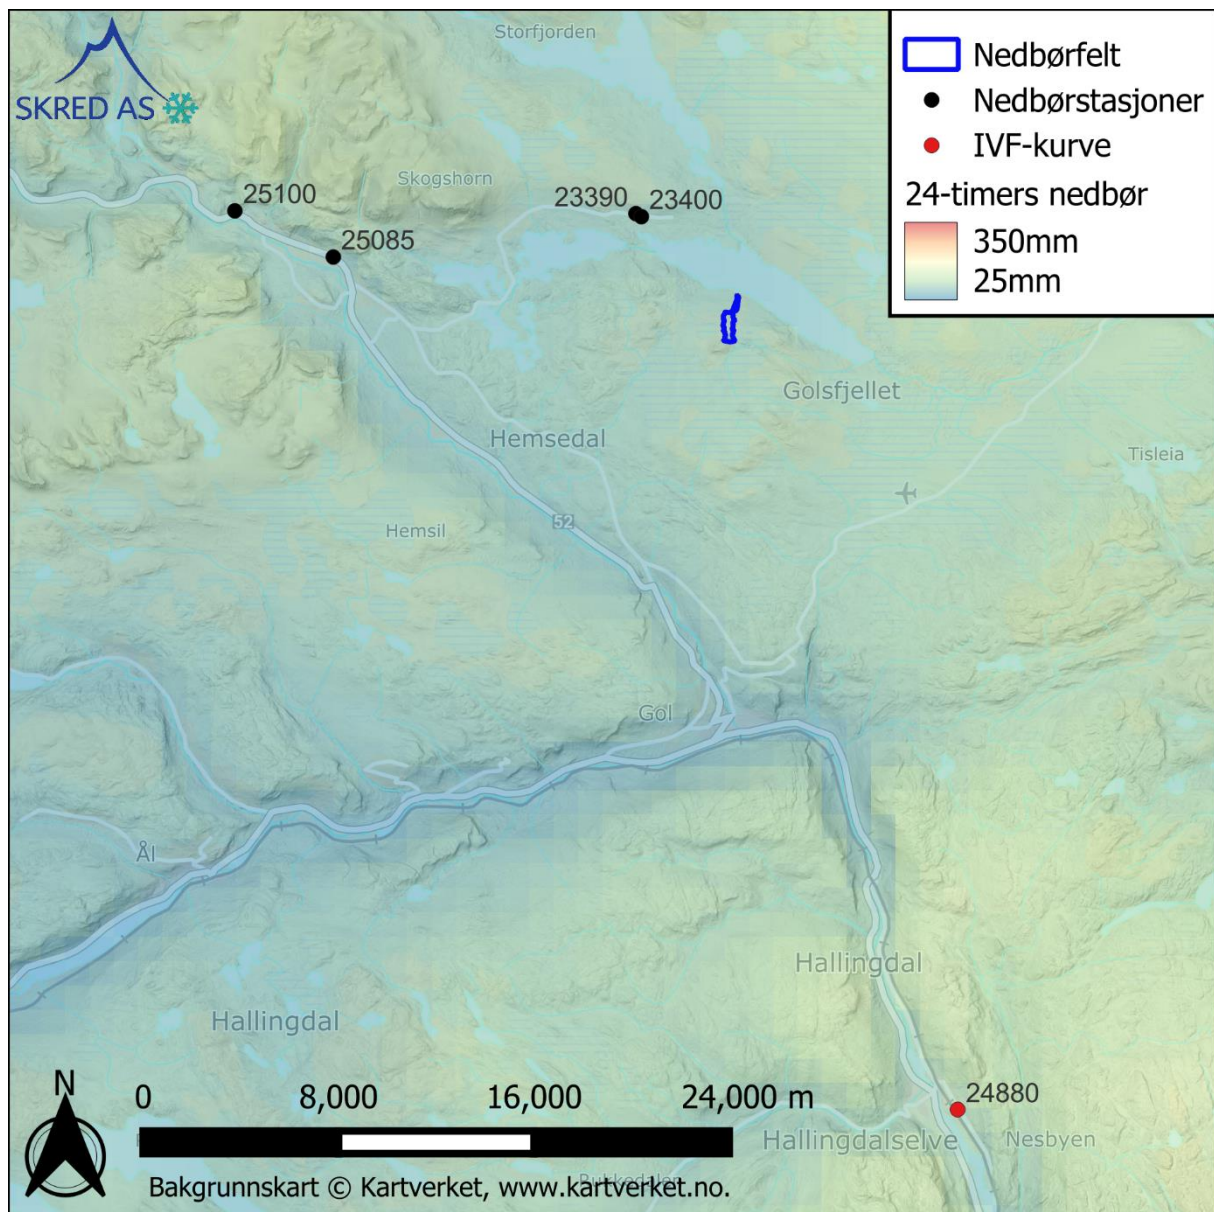 Storfjorden
SKRED AS
Nedbørfelt
Nedbørstasjoner
IVF-kurve
24-timers nedbør
350mm
25mm
Skogshorn
25100
23390
23400
25085
Golsfjellet
Hemsedal
Tisleia
Hemsil
52
Gol
Ål
Hallingdal
Hallingdal
N
0
8,000
16,000
24,000 m
24880
Hallingdalselve
Nesbyen
Bakgrunnskart © Kartverket, www.kartverket.no.